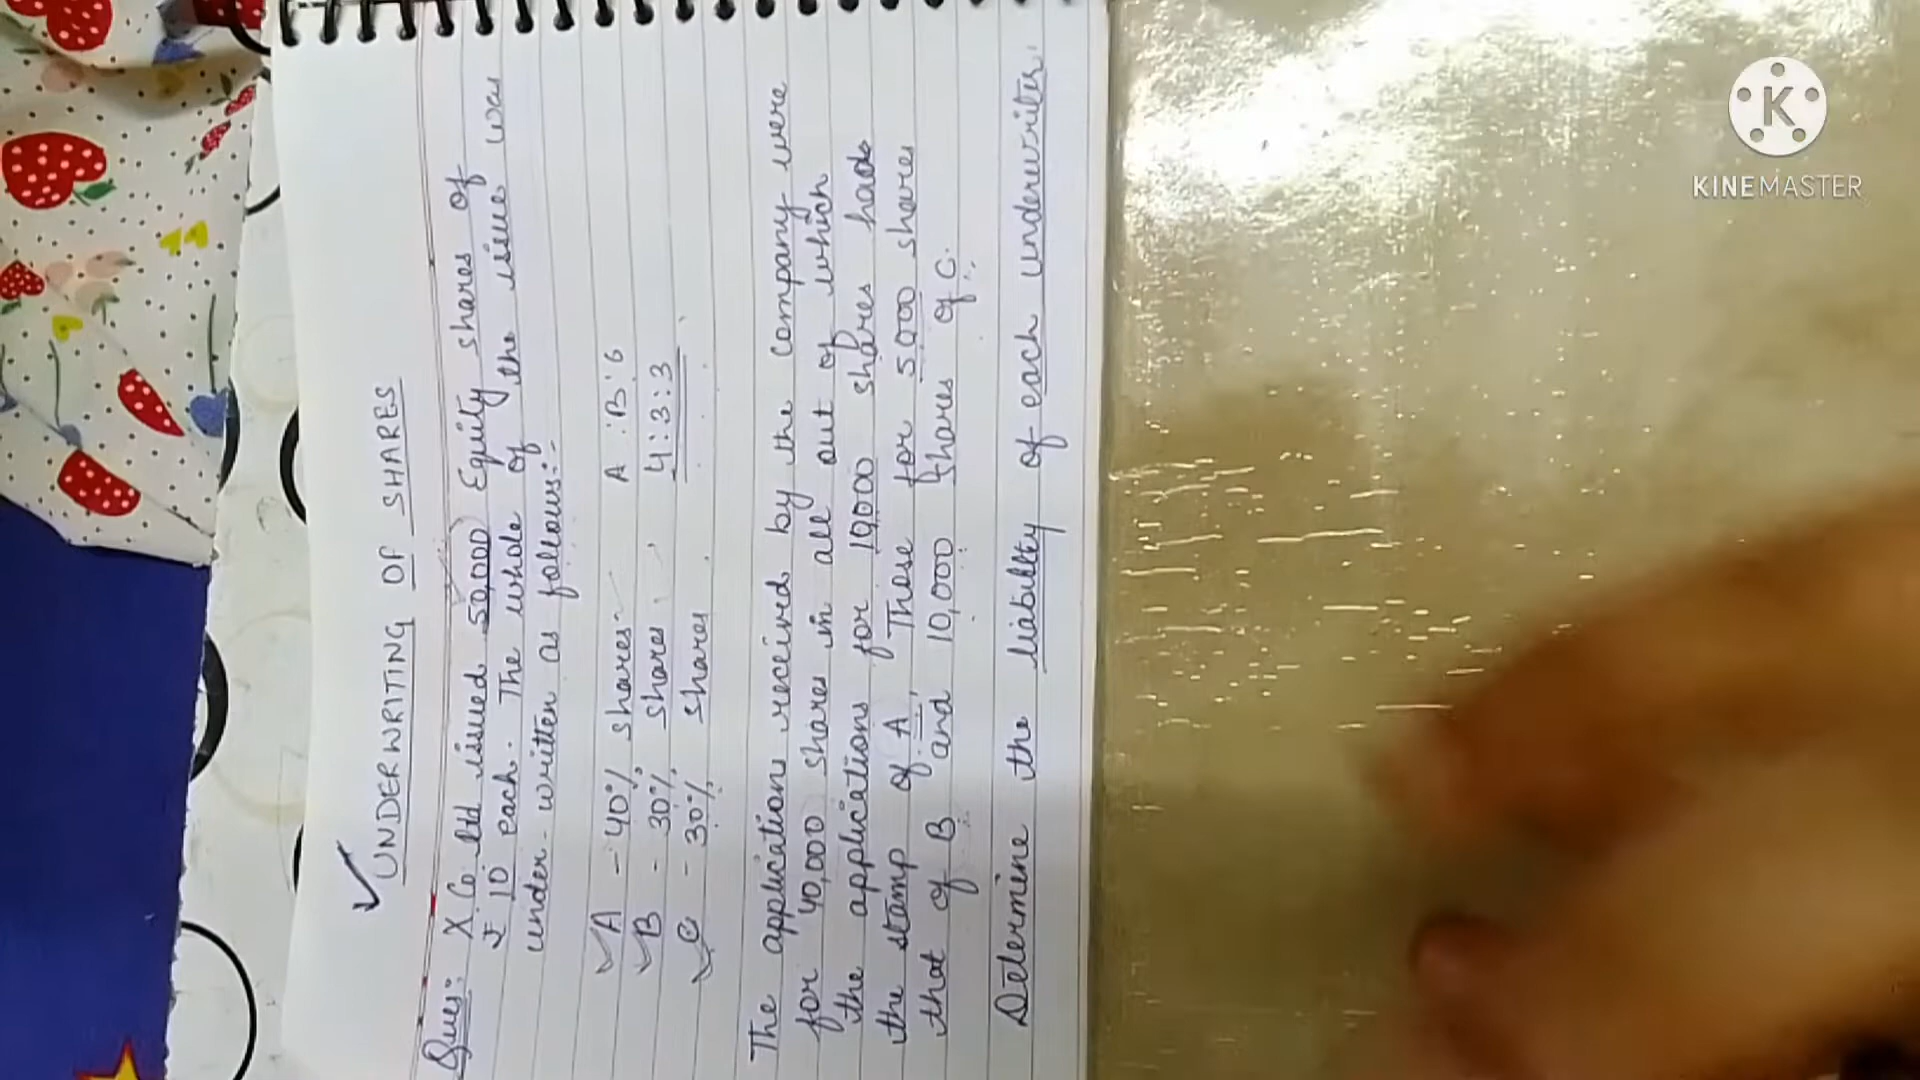 UNDERWRITING OF SHARES
Ques:- X Co. ltd issued 50,000 Equity shares of
₹ 10 each. The whole of the issue was
under-written as follows:-
A - 40% shares A : B : C
B - 30% shares 4 : 3 : 3
C - 30% shares
The applications received by the company were
for 40,000 shares in all out of which
the applications for 10,000 shares had
the stamp of A, Those for 5000 shares
that of B and 10,000 shares of C.
Determine the liability of each underwriter.
K
KINEMASTER